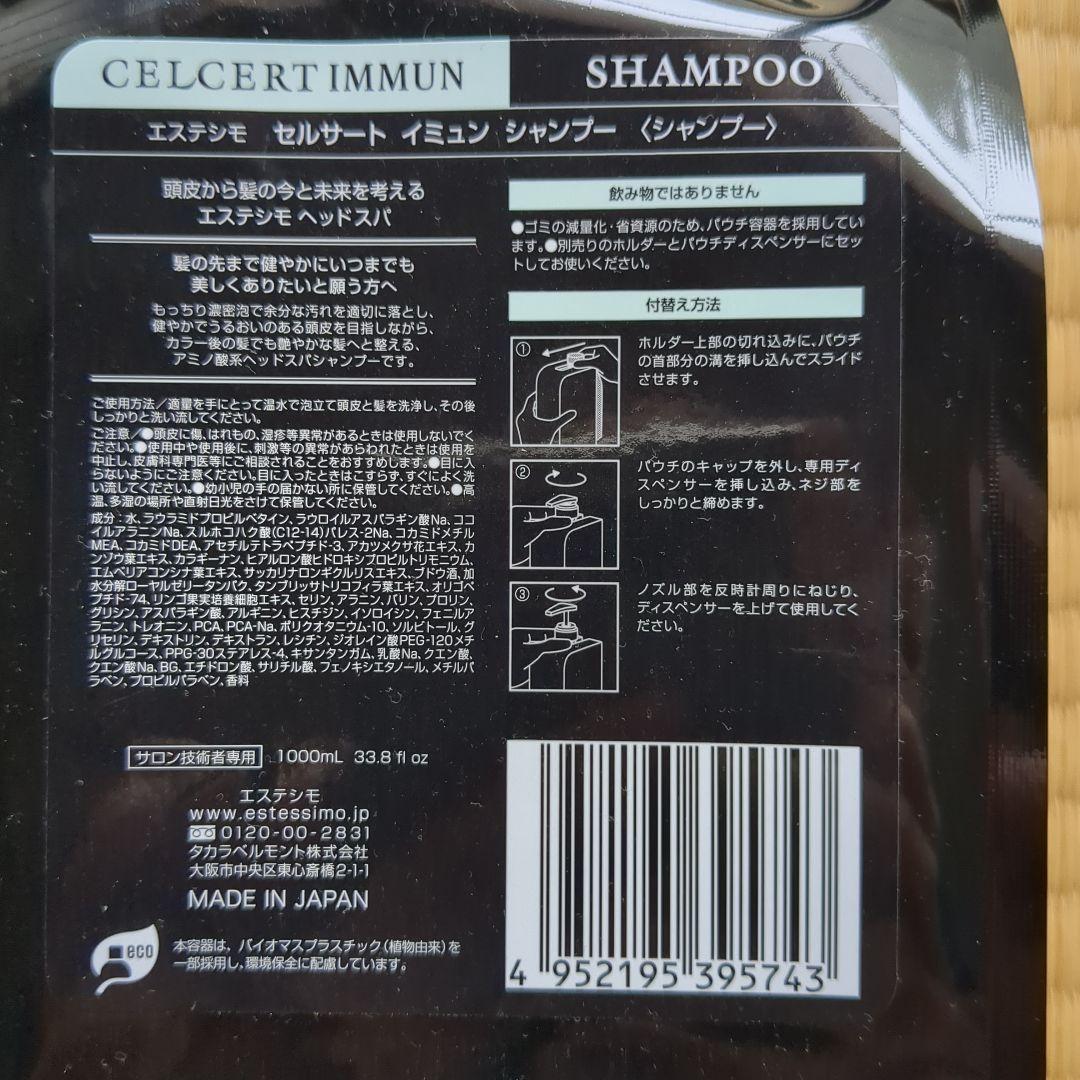 CELCERT IMMUN
SHAMPOO
エステシモ セルサート イミュン シャンプー 〈シャンプー〉
頭皮から髪の今と未来を考える
エステシモ ヘッドスパ
髪の先まで健やかにいつまでも
美しくありたいと願う方へ
もっちり濃密泡で余分な汚れを適切に落とし、
健やかでうるおいのある頭皮を目指しながら、
カラー後の髪でも艶やかな髪へと整える、
アミノ酸系ヘッドスパシャンプーです。
ご使用方法／適量を手にとって温水で泡立て頭皮と髪を洗浄し、その後
しっかりと洗い流してください。
ご注意／●頭皮に傷、はれもの、湿疹等異常があるときは使用しないでく
ださい。●使用中や使用後に、刺激等の異常があらわれたときは使用を
中止し、皮膚科専門医等にご相談されることをおすすめします。●目に入
らないようにご注意ください。目に入ったときはこすらず、すぐによく洗
い流してください。●幼小児の手の届かない所に保管してください。●高
温、多湿の場所や直射日光をさけて保管してください。
成分：水、ラウラミドプロピルベタイン、ラウロイルアスパラギン酸Na、ココ
イルアラニンNa、スルホコハク酸(C12-14)パレス-2Na、コカミドメチル
MEA、コカミドDEA、アセチルテトラペプチド-3、アカツメクサ花エキス、カ
ンゾウ葉エキス、カラギーナン、ヒアルロン酸ヒドロキシプロピルトリモニウム、
エムベリアコンシナ葉エキス、サッカリナロンギクルリスエキス、ブドウ酒、加
水分解ローヤルゼリータンパク、タンブリッサトリコフィラ葉エキス、オリゴペ
プチド-74、リンゴ果実培養細胞エキス、セリン、アラニン、バリン、プロリン、
グリシン、アスパラギン酸、アルギニン、ヒスチジン、イソロイシン、フェニルア
ラニン、トレオニン、PCA、PCA-Na、ポリクオタニウム-10、ソルビトール、グ
リセリン、デキストリン、デキストラン、レシチン、ジオレイン酸PEG-120メチ
ルグルコース、PPG-30ステアレス-4、キサンタンガム、乳酸Na、クエン酸、
クエン酸Na、BG、エチドロン酸、サリチル酸、フェノキシエタノール、メチルパ
ラベン、プロピルパラベン、香料
サロン技術者専用 1000mL 33.8 fl oz
エステシモ
www.estessimo.jp
0120-00-2831
タカラベルモント株式会社
大阪市中央区東心斎橋2-1-1
MADE IN JAPAN
eco
本容器は、バイオマスプラスチック(植物由来)を
一部採用し、環境保全に配慮しています。
飲み物ではありません
●ゴミの減量化・省資源のため、パウチ容器を採用してい
ます。●別売りのホルダーとパウチディスペンサーにセッ
トしてお使いください。
付替え方法
①
ホルダー上部の切れ込みに、パウチ
の首部分の溝を挿し込んでスライド
させます。
②
パウチのキャップを外し、専用ディ
スペンサーを挿し込み、ネジ部を
しっかりと締めます。
③
ノズル部を反時計周りにねじり、
ディスペンサーを上げて使用してく
ださい。
4 952195 395743